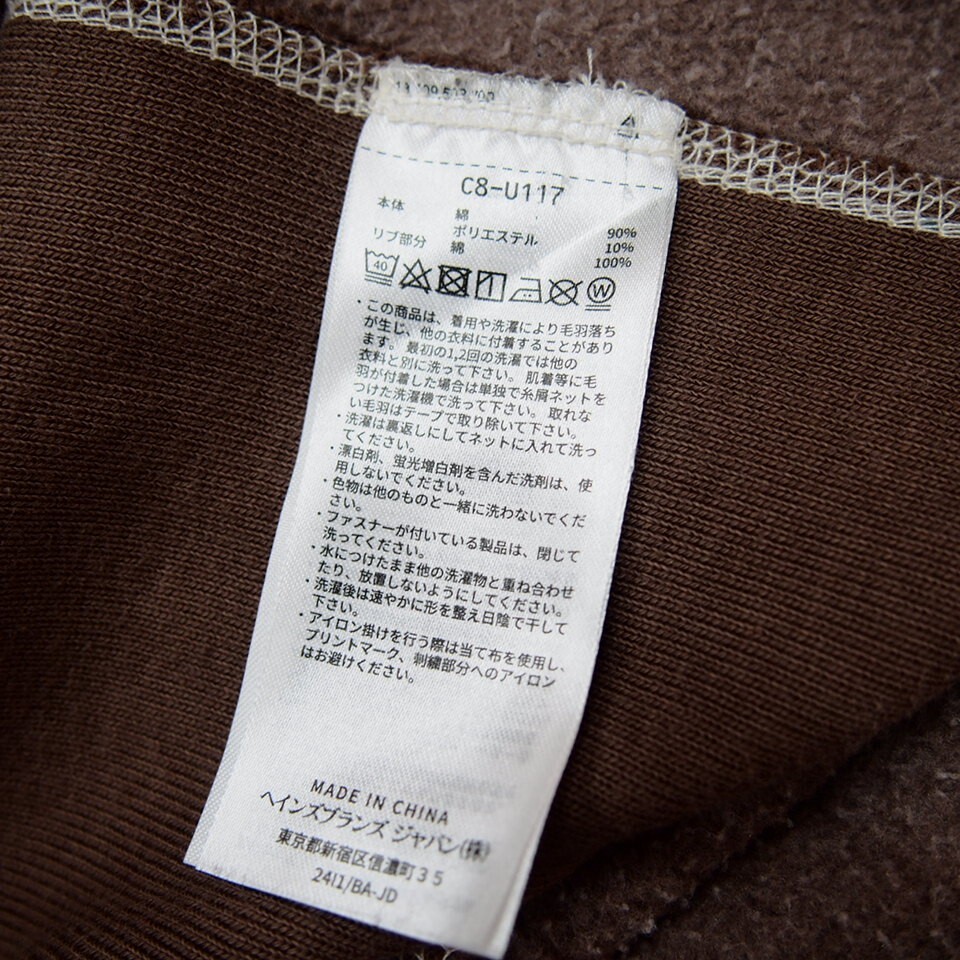 C8-U117
本体 綿 90%
ポリエステル 10%
リブ部分 綿 100%
40
W
・この商品は、着用や洗濯により毛羽落ち
が生じ、他の衣料に付着することがあり
ます。 最初の1,2回の洗濯では他の
衣料と別に洗って下さい。 肌着等に毛
羽が付着した場合は単独で糸屑ネットを
つけた洗濯機で洗って下さい。 取れな
い毛羽はテープで取り除いて下さい。
・洗濯は裏返しにしてネットに入れて洗っ
てください。
・漂白剤、蛍光増白剤を含んだ洗剤は、使
用しないでください。
・色物は他のものと一緒に洗わないでくだ
さい。
・ファスナーが付いている製品は、閉じて
洗ってください。
・水につけたまま他の洗濯物と重ね合わせ
たり、放置しないようにしてください。
・洗濯後は速やかに形を整え日陰で干して
下さい。
・アイロン掛けを行う際は当て布を使用し、
プリントマーク、刺繍部分へのアイロン
はお避けください。
MADE IN CHINA
ヘインズブランズ ジャパン(株)
東京都新宿区信濃町35
24I1/BA-JD